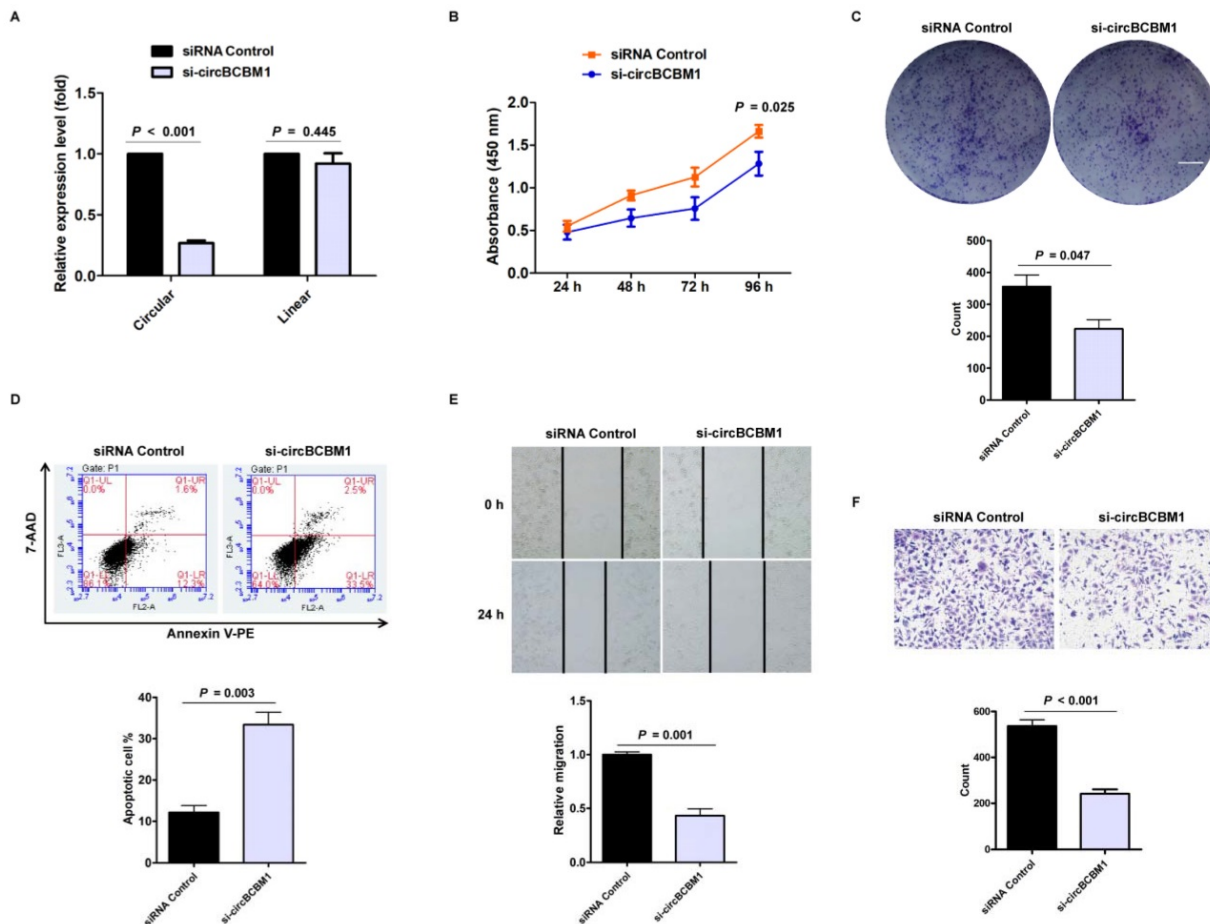 A
siRNA Control
si-circBCBM1
Relative expression level (fold)
1.5
1.0
0.5
0.0
P < 0.001
P = 0.445
Circular
Linear
B
siRNA Control
si-circBCBM1
Absorbance (450 nm)
2.0
1.5
1.0
0.5
0.0
P = 0.025
24 h 48 h 72 h 96 h
C
siRNA Control si-circBCBM1
Count
500
400
300
200
100
0
P = 0.047
siRNA Control
si-circBCBM1
D
siRNA Control si-circBCBM1
7-AAD
Gate: P1
Q1-UL
0.0%
Q1-UR
1.6%
Q1-LR
12.3%
FL3-A
FL2-A
Gate: P1
Q1-UL
0.0%
Q1-UR
2.5%
Q1-LR
33.5%
FL3-A
FL2-A
Annexin V-PE
Apoptotic cell %
40
30
20
10
0
P = 0.003
siRNA Control
si-circBCBM1
E
siRNA Control si-circBCBM1
0 h
24 h
Relative migration
1.5
1.0
0.5
0.0
P = 0.001
siRNA Control
si-circBCBM1
F
siRNA Control si-circBCBM1
Count
600
400
200
0
P < 0.001
siRNA Control
si-circBCBM1